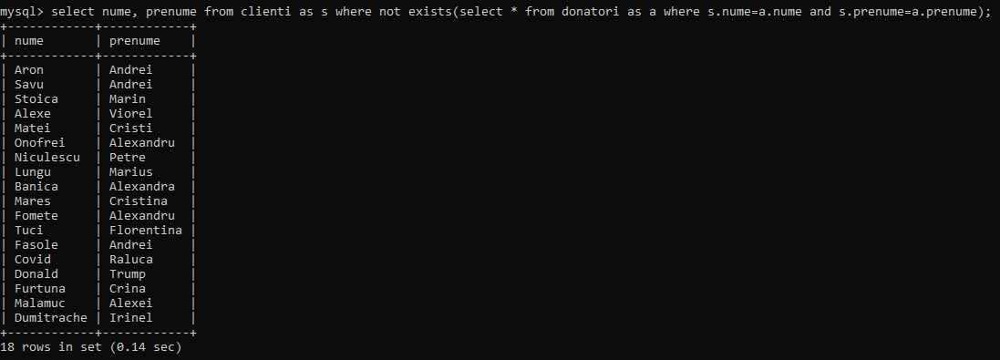 mysql> select nume, prenume from clienti as s where not exists(select * from donatori as a where s.nume=a.nume and s.prenume=a.prenume);
+------------+------------+
| nume       | prenume    |
+------------+------------+
| Aron       | Andrei     |
| Savu       | Andrei     |
| Stoica     | Marin      |
| Alexe      | Viorel     |
| Matei      | Cristi     |
| Onofrei    | Alexandru  |
| Niculescu  | Petre      |
| Lungu      | Marius     |
| Banica     | Alexandra  |
| Mares      | Cristina   |
| Fomete     | Alexandru  |
| Tuci       | Florentina |
| Fasole     | Andrei     |
| Covid      | Raluca     |
| Donald     | Trump      |
| Furtuna    | Crina      |
| Malamuc    | Alexei     |
| Dumitrache | Irinel     |
+------------+------------+
18 rows in set (0.14 sec)